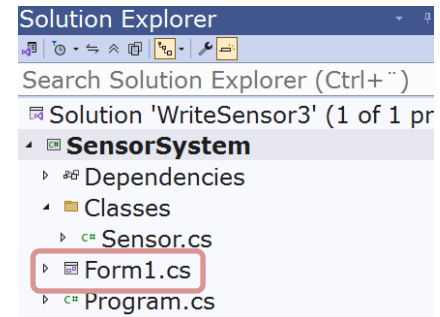 Solution Explorer
Search Solution Explorer (Ctrl+¨)
Solution 'WriteSensor3' (1 of 1 pr
SensorSystem
Dependencies
Classes
C# Sensor.cs
Form1.cs
C# Program.cs